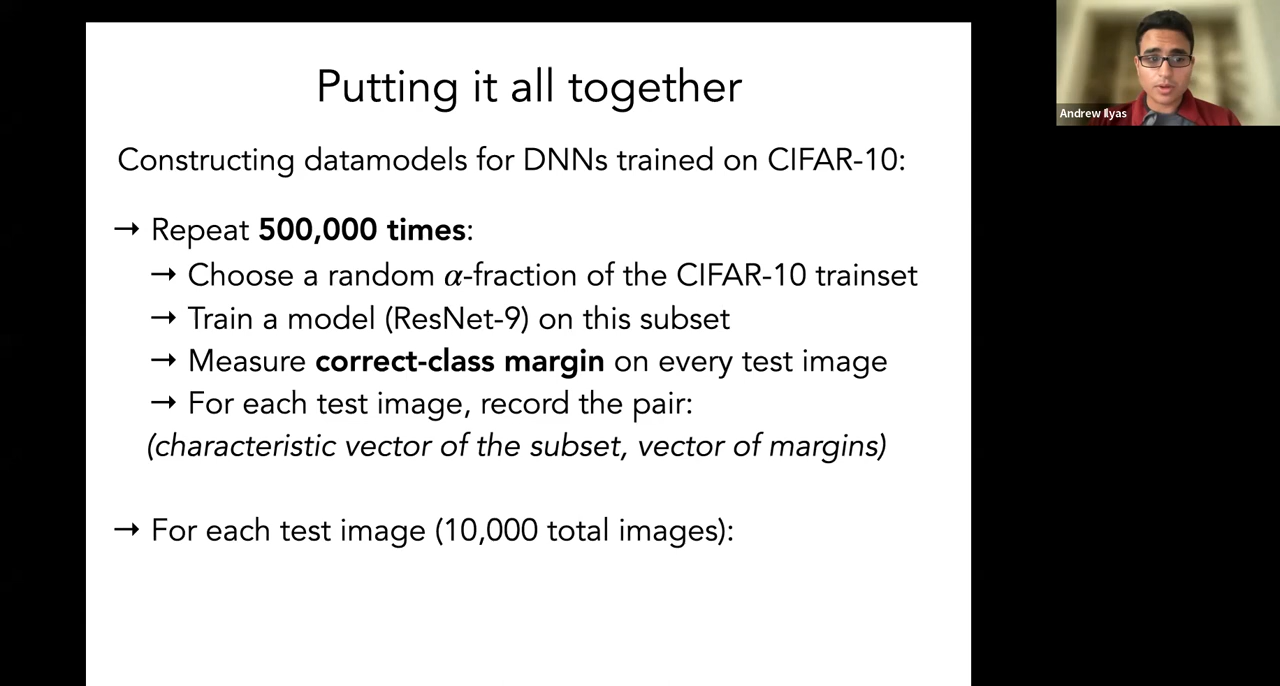 Putting it all together
Constructing datamodels for DNNs trained on CIFAR-10:
→ Repeat 500,000 times:
→ Choose a random α-fraction of the CIFAR-10 trainset
→ Train a model (ResNet-9) on this subset
→ Measure correct-class margin on every test image
→ For each test image, record the pair:
(characteristic vector of the subset, vector of margins)
→ For each test image (10,000 total images):
Andrew Ilyas